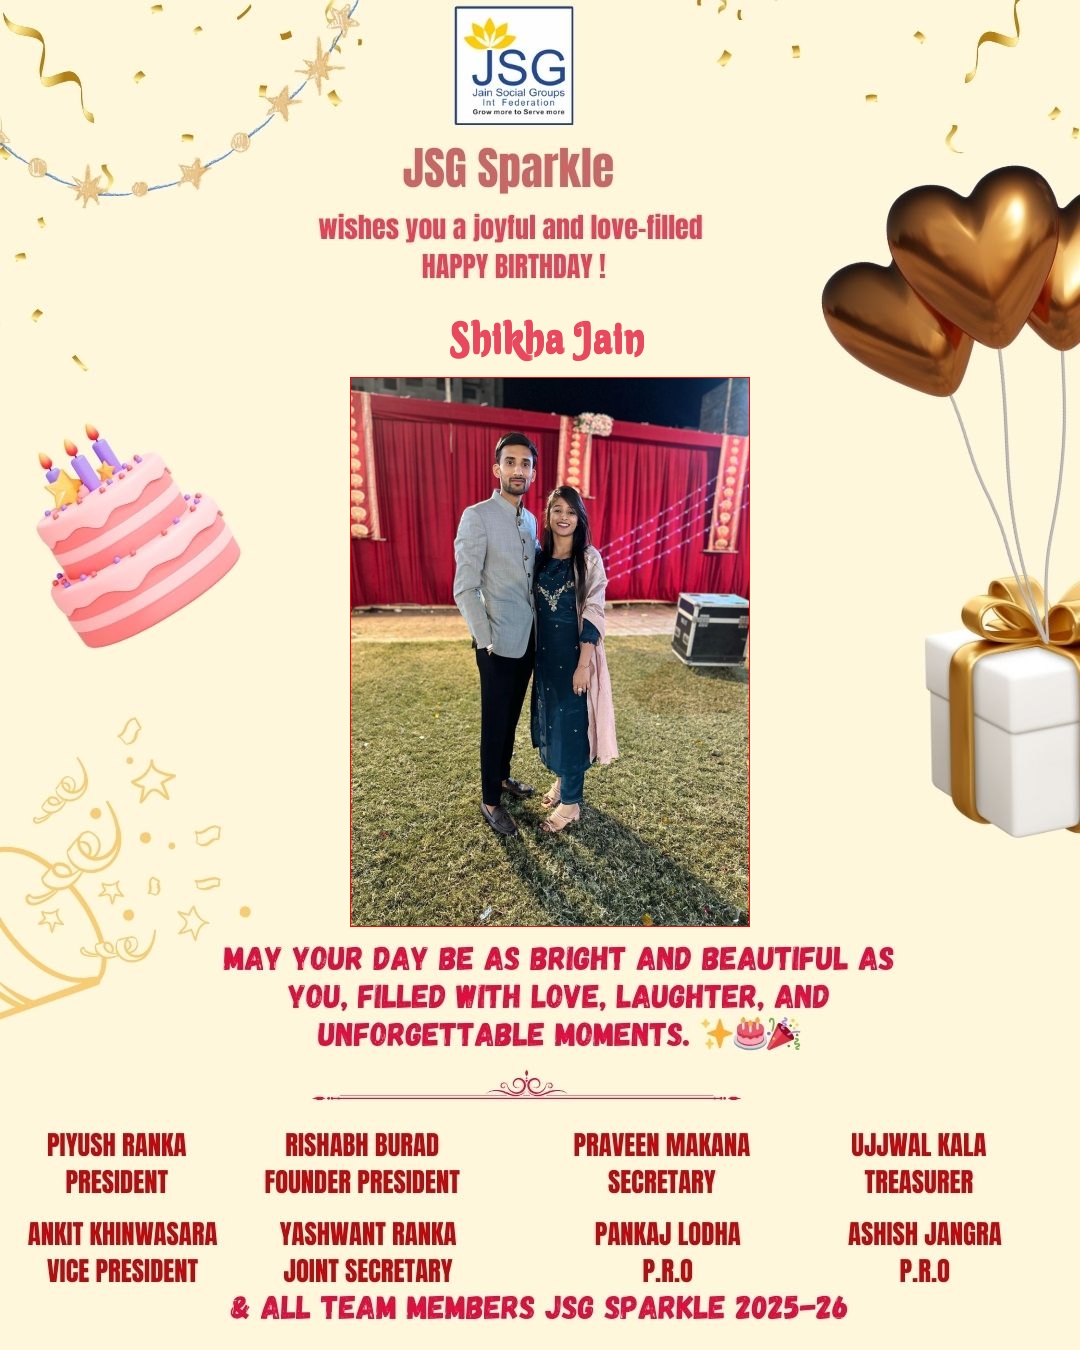 JSG
Jain Social Groups
Int Federation
Grow more to Serve more
JSG Sparkle
wishes you a joyful and love-filled
HAPPY BIRTHDAY !
Shikha Jain
MAY YOUR DAY BE AS BRIGHT AND BEAUTIFUL AS
YOU, FILLED WITH LOVE, LAUGHTER, AND
UNFORGETTABLE MOMENTS. ✨🎂🎉
PIYUSH RANKA
PRESIDENT
RISHABH BURAD
FOUNDER PRESIDENT
PRAVEEN MAKANA
SECRETARY
UJJWAL KALA
TREASURER
ANKIT KHINWASARA
VICE PRESIDENT
YASHWANT RANKA
JOINT SECRETARY
PANKAJ LODHA
P.R.O
ASHISH JANGRA
P.R.O
& ALL TEAM MEMBERS JSG SPARKLE 2025-26